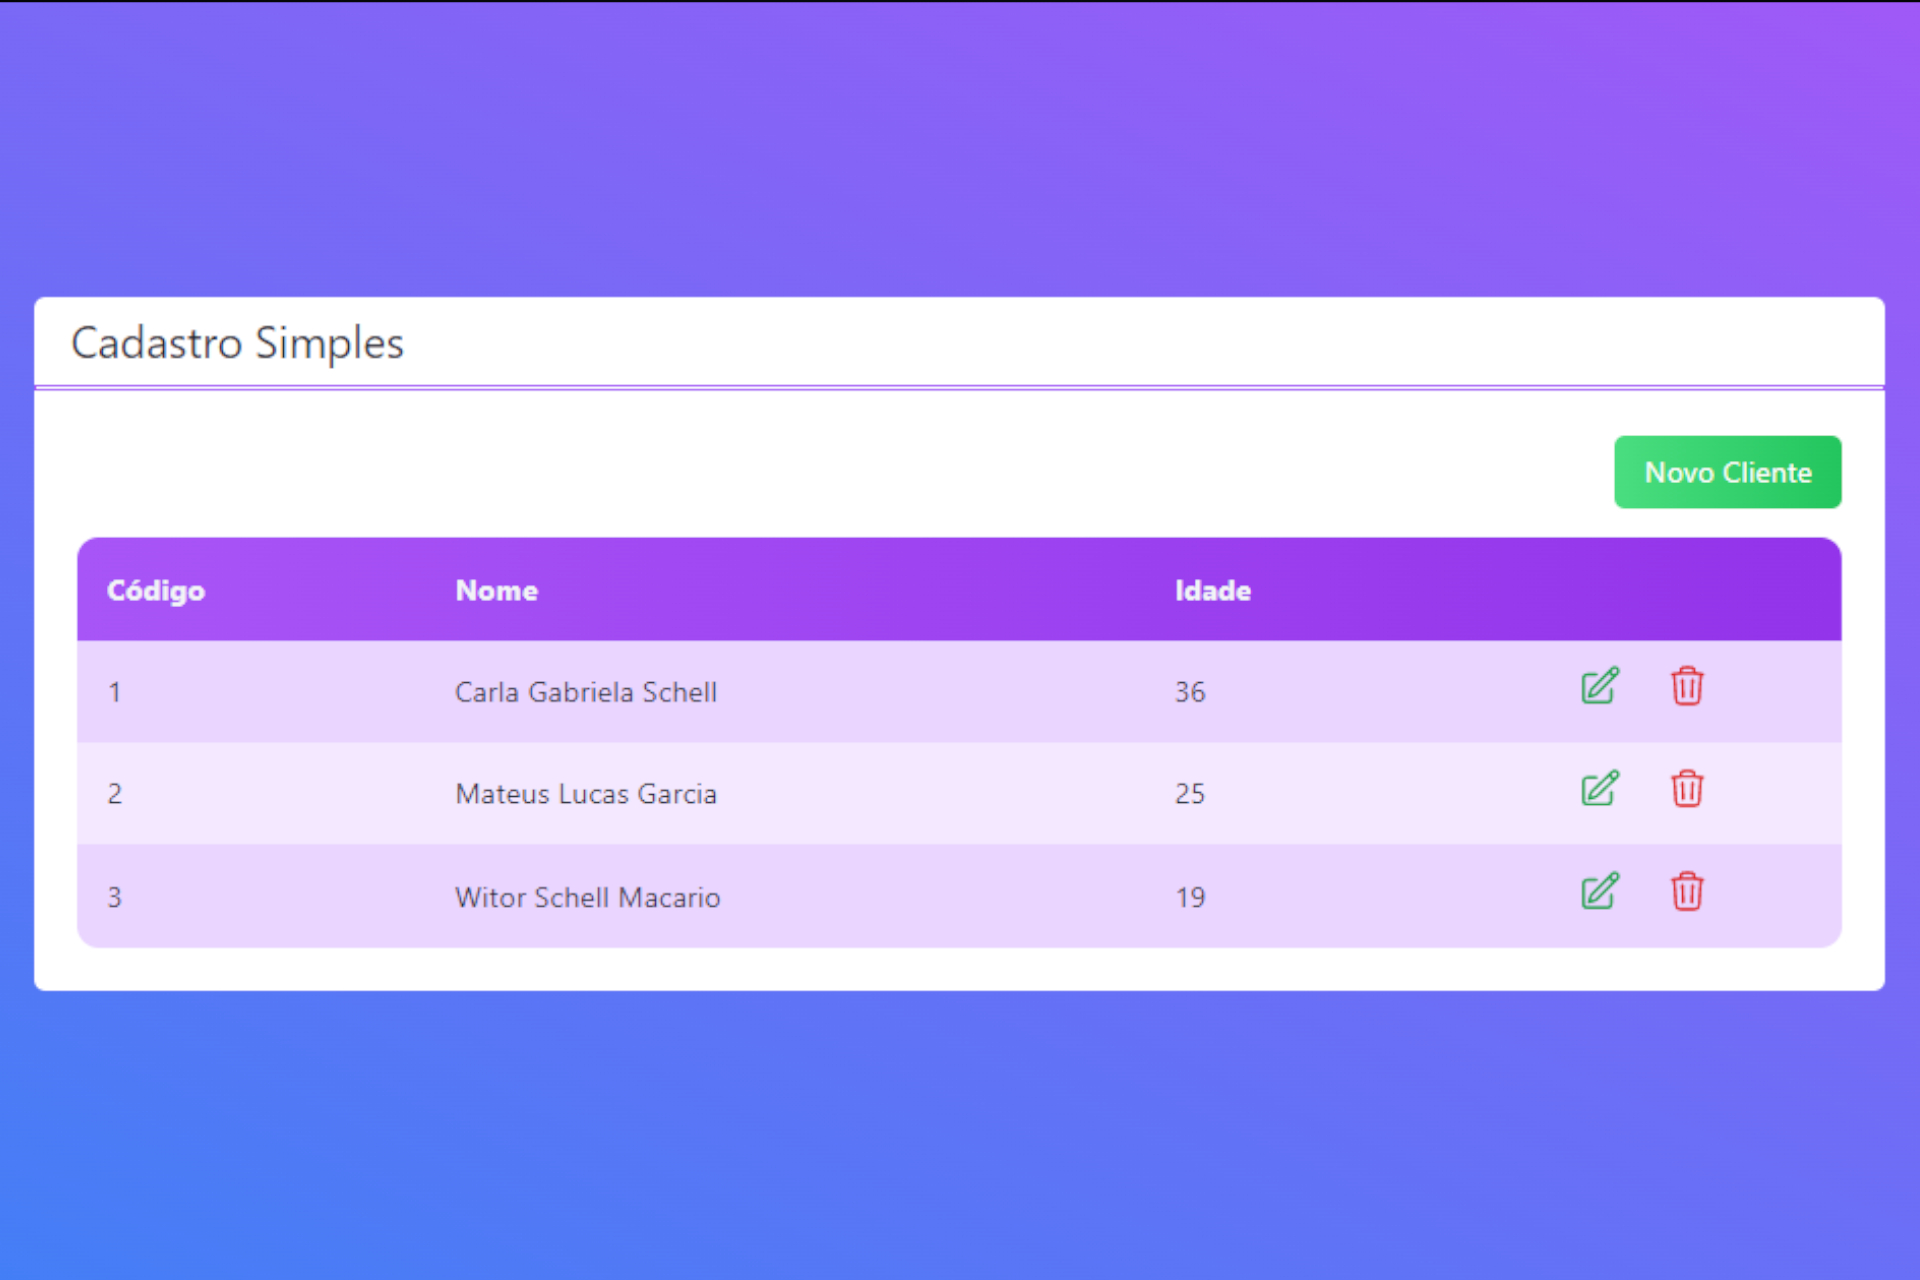 Cadastro Simples
Novo Cliente
Código Nome Idade
1 Carla Gabriela Schell 36
2 Mateus Lucas Garcia 25
3 Witor Schell Macario 19